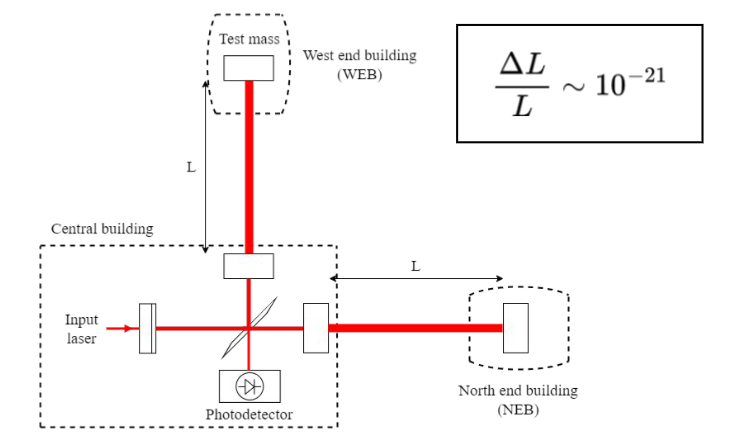 Test mass
West end building
(WEB)
ΔL/L ∼ 10⁻²¹
L
Central building
L
Input
laser
Photodetector
North end building
(NEB)